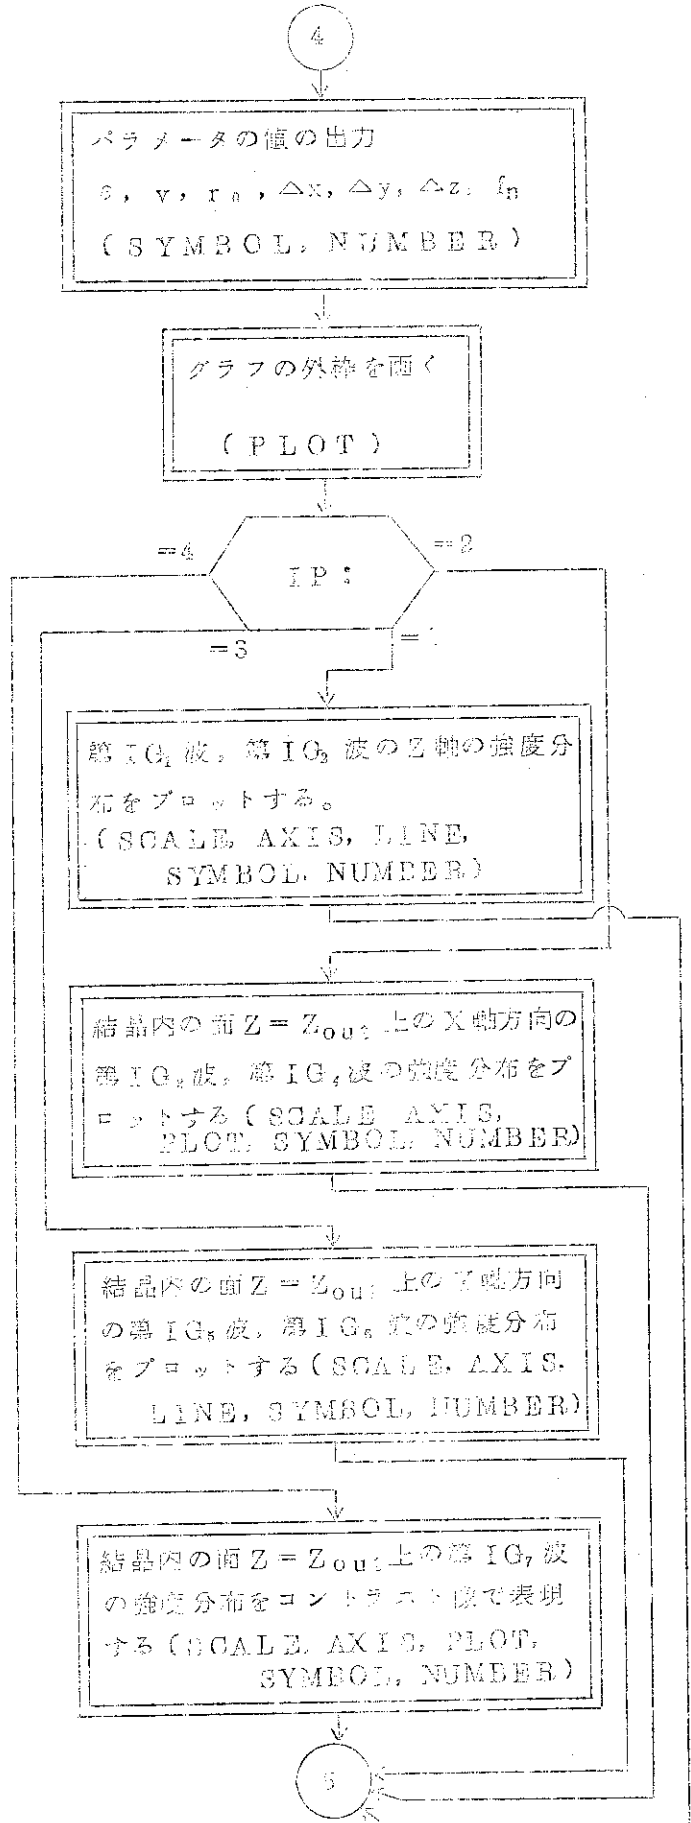 4
パラメータの値の出力
s, v, r₀, △x, △y, △z, fn
(SYMBOL, NUMBER)
グラフの外枠を画く
(PLOT)
=4
=2
IP:
=3
=1
第IG₁波, 第IG₂波のZ軸の強度分
布をプロットする。
(SCALE, AXIS, LINE,
SYMBOL, NUMBER)
結晶内の面Z=Zout上のX軸方向の
第IG₃波, 第IG₄波の強度分布をプ
ロットする(SCALE, AXIS,
PLOT, SYMBOL, NUMBER)
結晶内の面Z=Zout上のY軸方向
の第IG₅波, 第IG₆波の強度分布
をプロットする(SCALE, AXIS,
LINE, SYMBOL, NUMBER)
結晶内の面Z=Zout上の第IG₇波
の強度分布をコントラスト像で表現
する(SCALE, AXIS, PLOT,
SYMBOL, NUMBER)
5